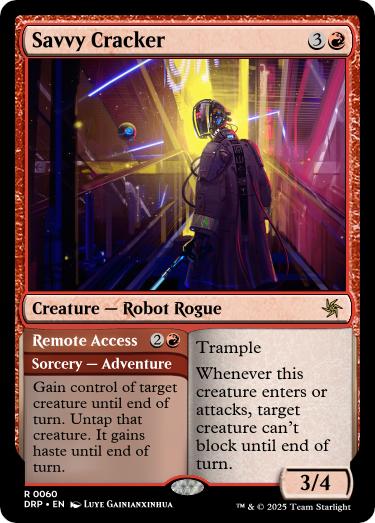 Savvy Cracker 3
Creature — Robot Rogue
Remote Access 2
Sorcery — Adventure
Gain control of target
creature until end of
turn. Untap that
creature. It gains
haste until end of
turn.
Trample
Whenever this
creature enters or
attacks, target
creature can't
block until end of
turn.
3/4
R 0060
DRP • EN Luye Gainianxinhua
™ & © 2025 Team Starlight